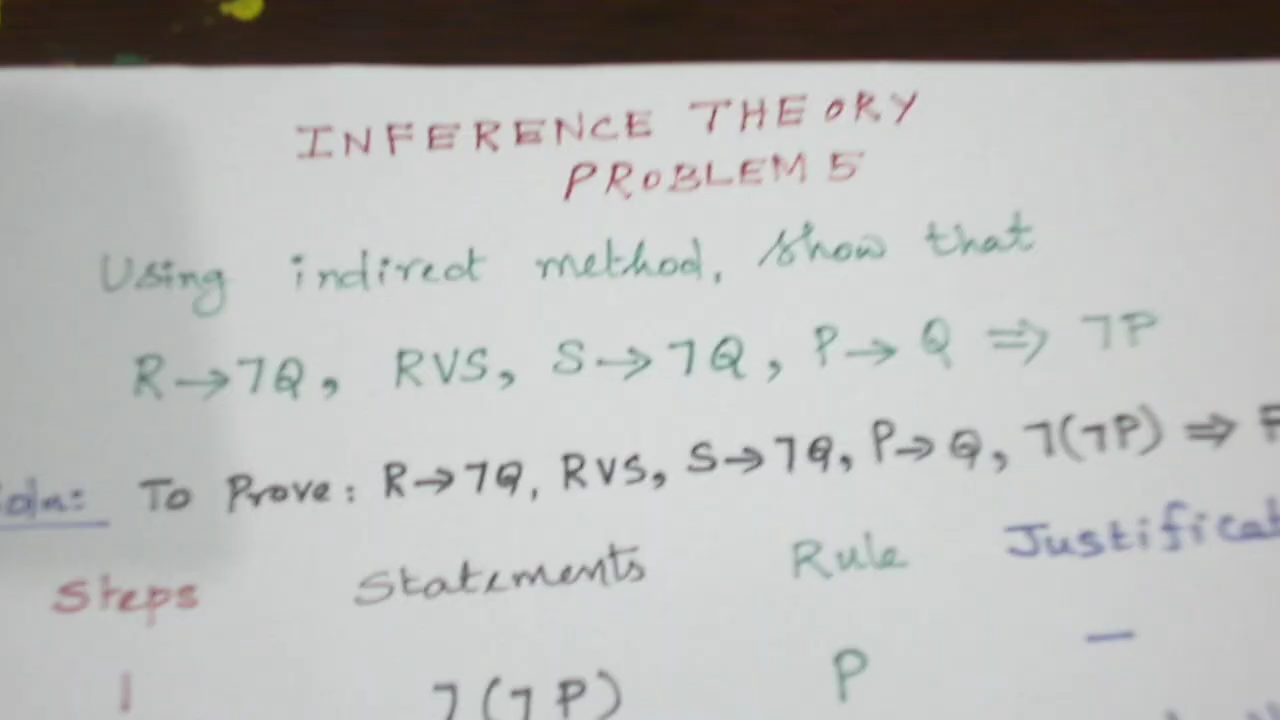 INFERENCE THEORY
PROBLEM 5
Using indirect method, show that
R→7Q, RVS, S→7Q, P→Q ⇒ 7P
To Prove: R→7Q, RVS, S→7Q, P→Q, 7(7P) ⇒ F
Steps Statements Rule Justificat
1 7(7P) P —